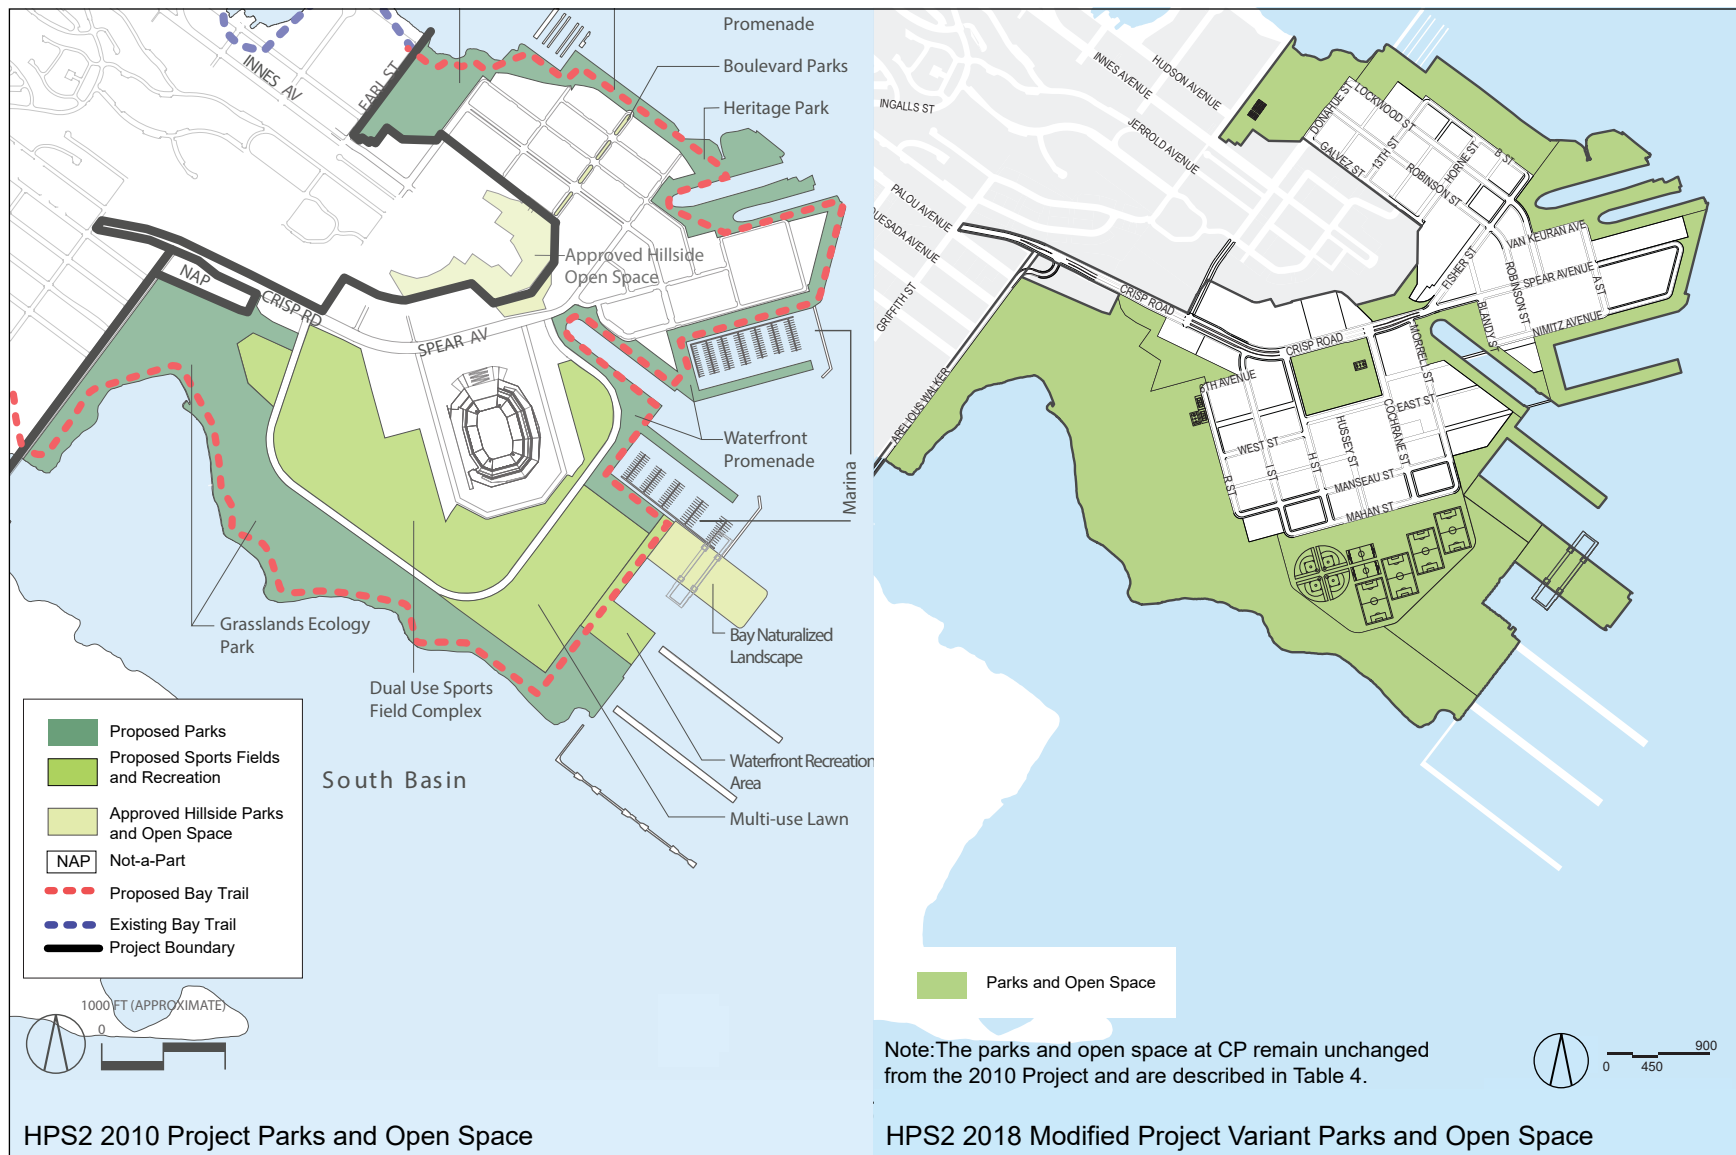 Promenade
Boulevard Parks
Heritage Park
INNES AV
EARL ST
Approved Hillside
Open Space
NAP
CRISP RD
SPEAR AV
Waterfront
Promenade
Marina
Grasslands Ecology
Park
Bay Naturalized
Landscape
Dual Use Sports
Field Complex
Waterfront Recreation
Area
Multi-use Lawn
South Basin
Proposed Parks
Proposed Sports Fields
and Recreation
Approved Hillside Parks
and Open Space
NAP
Not-a-Part
Proposed Bay Trail
Existing Bay Trail
Project Boundary
1000 FT (APPROXIMATE)
0
HPS2 2010 Project Parks and Open Space
HUDSON AVENUE
INNES AVENUE
INGALLS ST
JERROLD AVENUE
PALOU AVENUE
QUESADA AVENUE
GRIFFITH ST
DONAHUE ST
LOCKWOOD ST
GALVEZ ST
13TH ST
ROBINSON ST
HORNE ST
B ST
VAN KEURAN AVE
FISHER ST
ROBINSON ST
SPEAR AVENUE
A ST
BLANDY ST
NIMITZ AVENUE
CRISP ROAD
CRISP ROAD
MORREL ST
ARELIOUS WALKER
6TH AVENUE
EAST ST
COCHRANE ST
HUSSEY ST
WEST ST
H ST
I ST
R ST
MANSEAU ST
MAHAN ST
Parks and Open Space
Note:The parks and open space at CP remain unchanged
from the 2010 Project and are described in Table 4.
900
0
450
HPS2 2018 Modified Project Variant Parks and Open Space